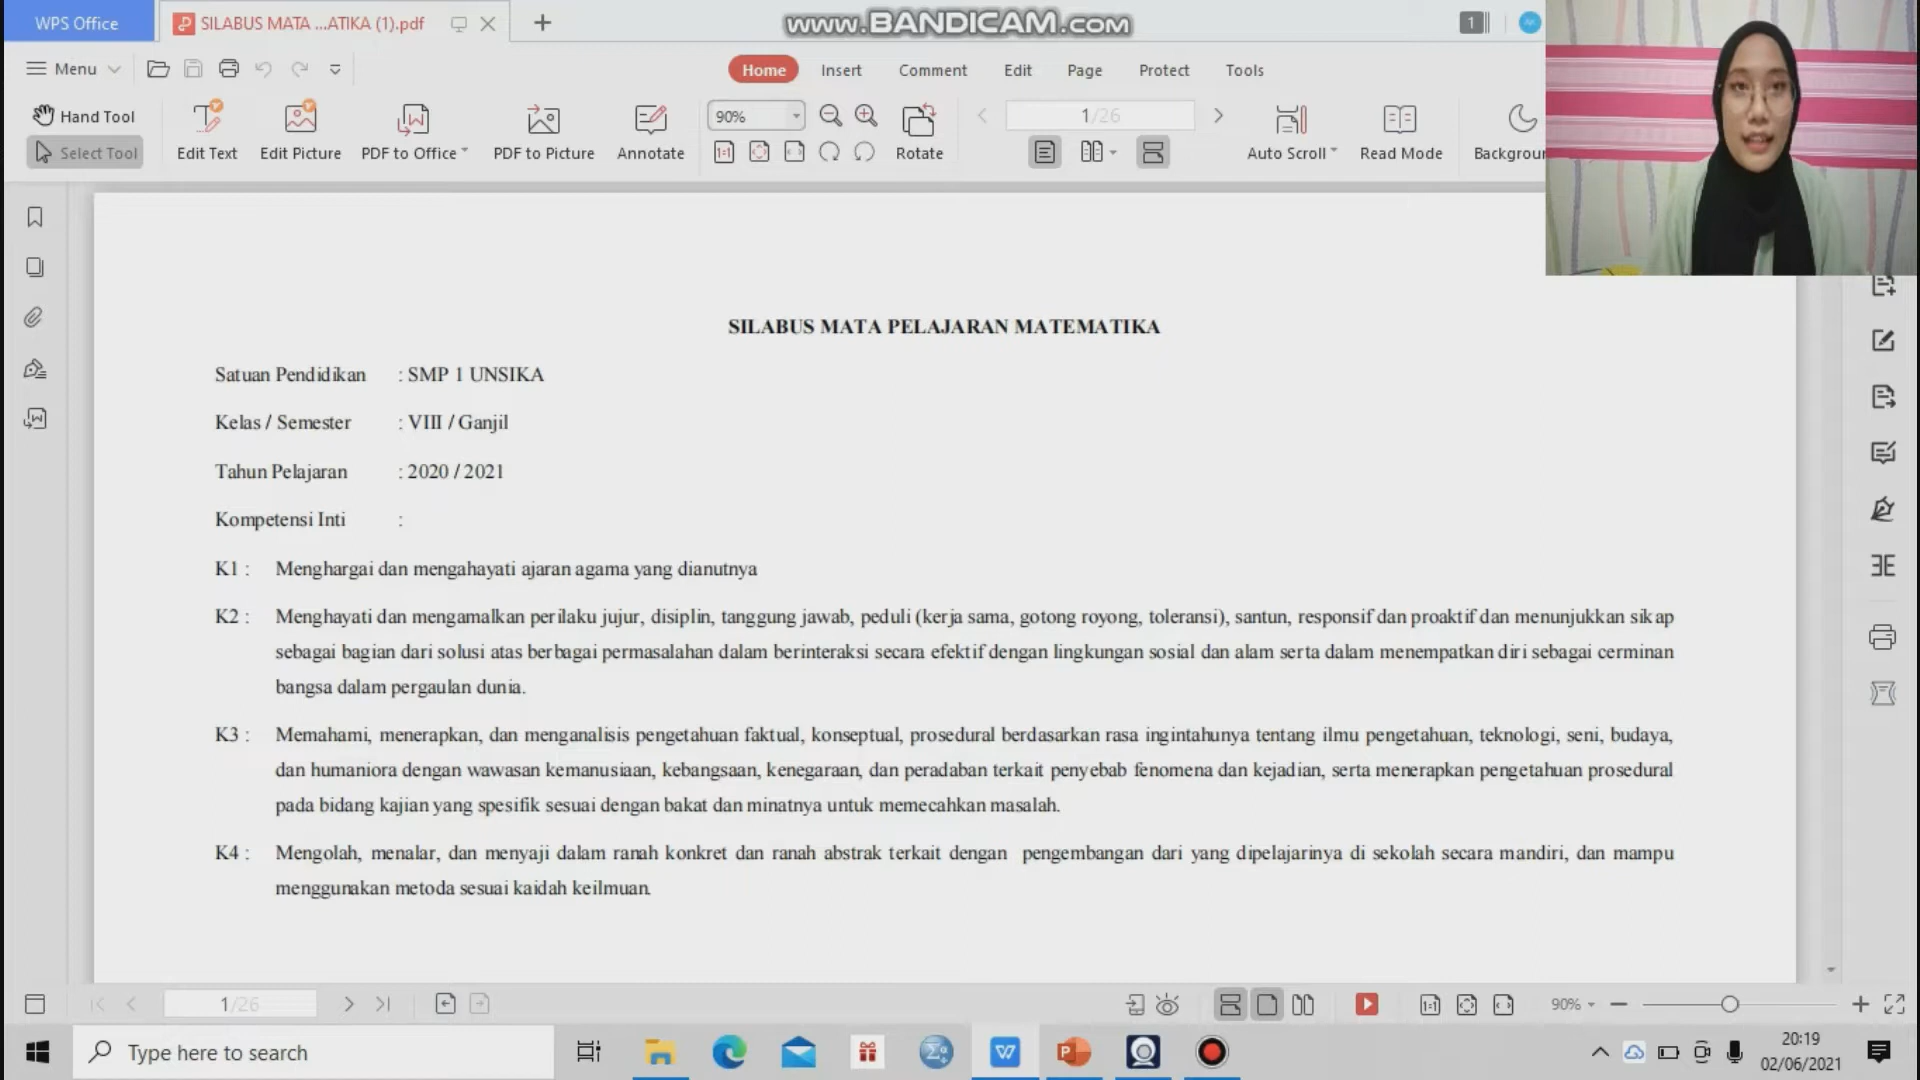 WPS Office
SILABUS MATA ...ATIKA (1).pdf
www.BANDICAM.com
1
Menu
Home
Insert
Comment
Edit
Page
Protect
Tools
Hand Tool
Select Tool
Edit Text
Edit Picture
PDF to Office
PDF to Picture
Annotate
90%
Rotate
1/26
Auto Scroll
Read Mode
Backgrour
SILABUS MATA PELAJARAN MATEMATIKA
Satuan Pendidikan : SMP 1 UNSIKA
Kelas / Semester : VIII / Ganjil
Tahun Pelajaran : 2020 / 2021
Kompetensi Inti :
K1 : Menghargai dan mengahayati ajaran agama yang dianutnya
K2 : Menghayati dan mengamalkan perilaku jujur, disiplin, tanggung jawab, peduli (kerja sama, gotong royong, toleransi), santun, responsif dan proaktif dan menunjukkan sikap
sebagai bagian dari solusi atas berbagai permasalahan dalam berinteraksi secara efektif dengan lingkungan sosial dan alam serta dalam menempatkan diri sebagai cerminan
bangsa dalam pergaulan dunia.
K3 : Memahami, menerapkan, dan menganalisis pengetahuan faktual, konseptual, prosedural berdasarkan rasa ingintahunya tentang ilmu pengetahuan, teknologi, seni, budaya,
dan humaniora dengan wawasan kemanusiaan, kebangsaan, kenegaraan, dan peradaban terkait penyebab fenomena dan kejadian, serta menerapkan pengetahuan prosedural
pada bidang kajian yang spesifik sesuai dengan bakat dan minatnya untuk memecahkan masalah.
K4 : Mengolah, menalar, dan menyaji dalam ranah konkret dan ranah abstrak terkait dengan pengembangan dari yang dipelajarinya di sekolah secara mandiri, dan mampu
menggunakan metoda sesuai kaidah keilmuan.
1/26
90%
Type here to search
20:19
02/06/2021